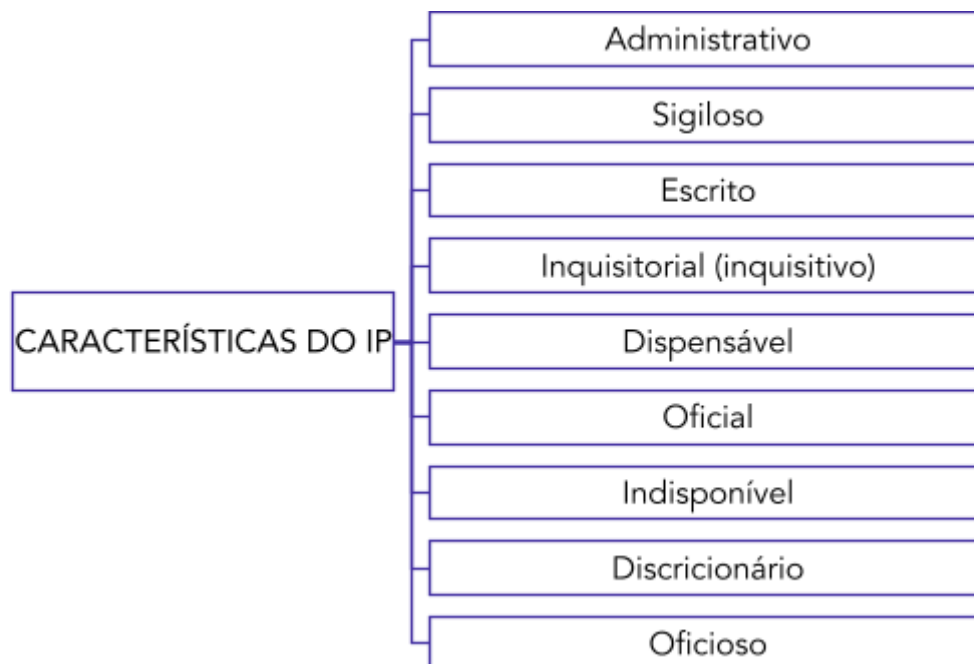 CARACTERÍSTICAS DO IP
Administrativo
Sigiloso
Escrito
Inquisitorial (inquisitivo)
Dispensável
Oficial
Indisponível
Discricionário
Oficioso